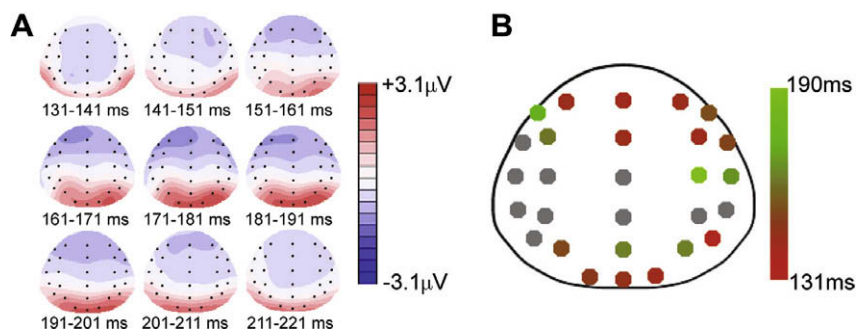 A
131-141 ms 141-151 ms 151-161 ms
161-171 ms 171-181 ms 181-191 ms
191-201 ms 201-211 ms 211-221 ms
+3.1μV
-3.1μV
B
190ms
131ms